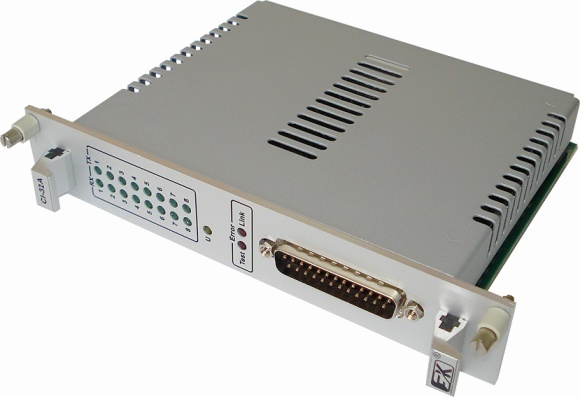 CI-32A
RX TX
1 2 3 4 5 6 7 8
1 2 3 4 5 6 7 8
U
Error
Test Link
EK®